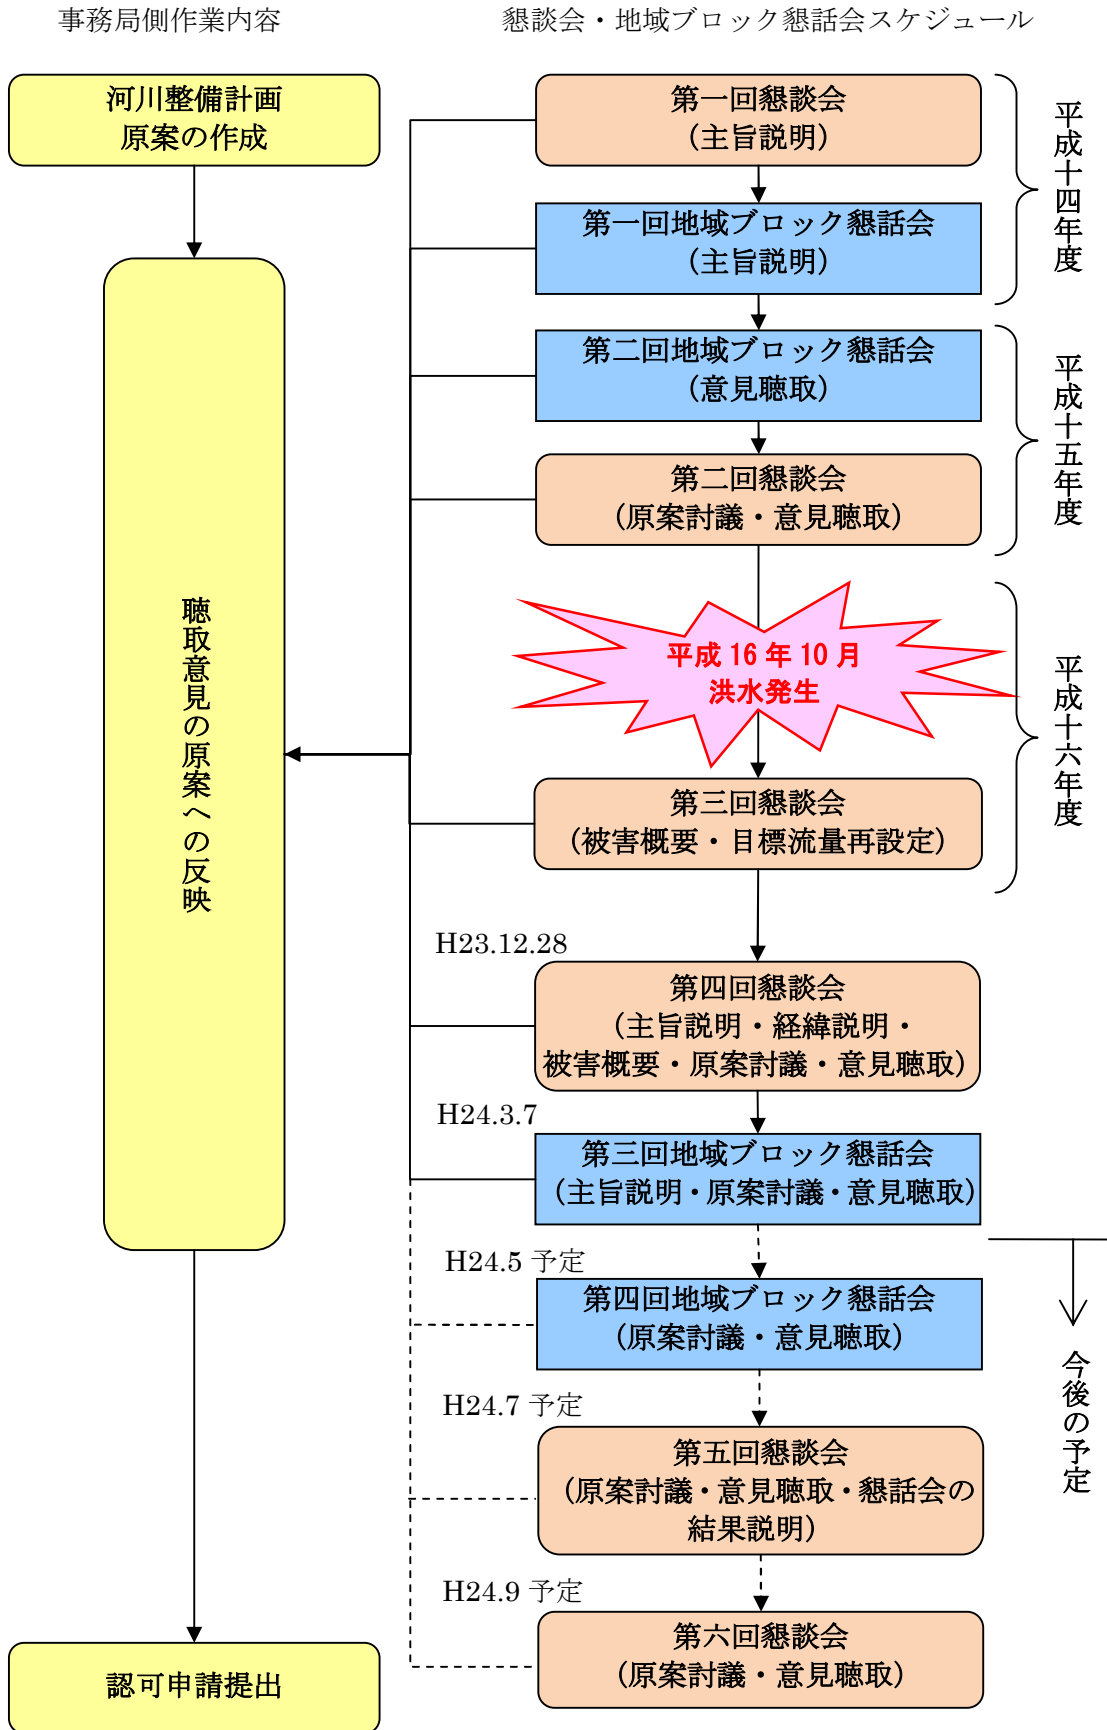 事務局側作業内容
懇談会・地域ブロック懇話会スケジュール
河川整備計画
原案の作成
聴取意見の原案への反映
認可申請提出
第一回懇談会
（主旨説明）
第一回地域ブロック懇話会
（主旨説明）
平成十四年度
第二回地域ブロック懇話会
（意見聴取）
第二回懇談会
（原案討議・意見聴取）
平成十五年度
平成 16 年 10 月
洪水発生
第三回懇談会
（被害概要・目標流量再設定）
平成十六年度
H23.12.28
第四回懇談会
（主旨説明・経緯説明・
被害概要・原案討議・意見聴取）
H24.3.7
第三回地域ブロック懇話会
（主旨説明・原案討議・意見聴取）
H24.5 予定
第四回地域ブロック懇話会
（原案討議・意見聴取）
H24.7 予定
第五回懇談会
（原案討議・意見聴取・懇話会の
結果説明）
H24.9 予定
第六回懇談会
（原案討議・意見聴取）
今後の予定